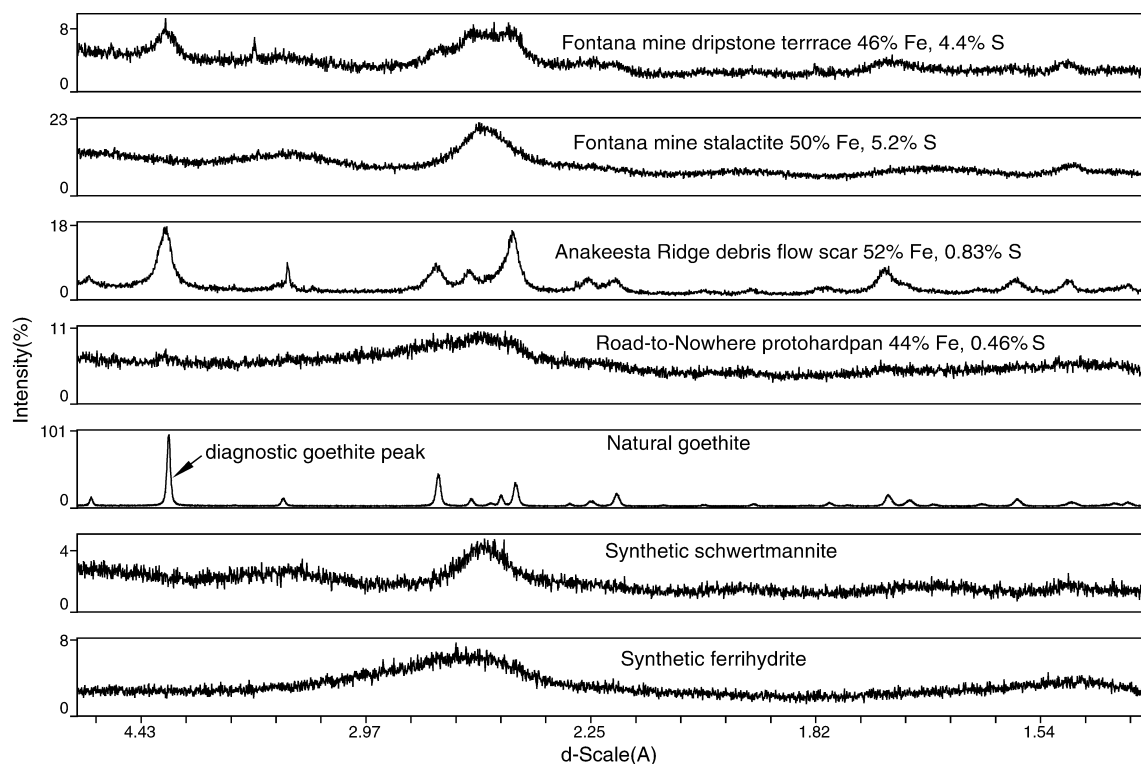 8
Fontana mine dripstone terrrace 46% Fe, 4.4% S
0
23
Fontana mine stalactite 50% Fe, 5.2% S
0
18
Anakeesta Ridge debris flow scar 52% Fe, 0.83% S
0
11
Road-to-Nowhere protohardpan 44% Fe, 0.46% S
0
Intensity(%)
101
Natural goethite
diagnostic goethite peak
0
4
Synthetic schwertmannite
0
8
Synthetic ferrihydrite
0
4.43 2.97 2.25 1.82 1.54
d-Scale(A)